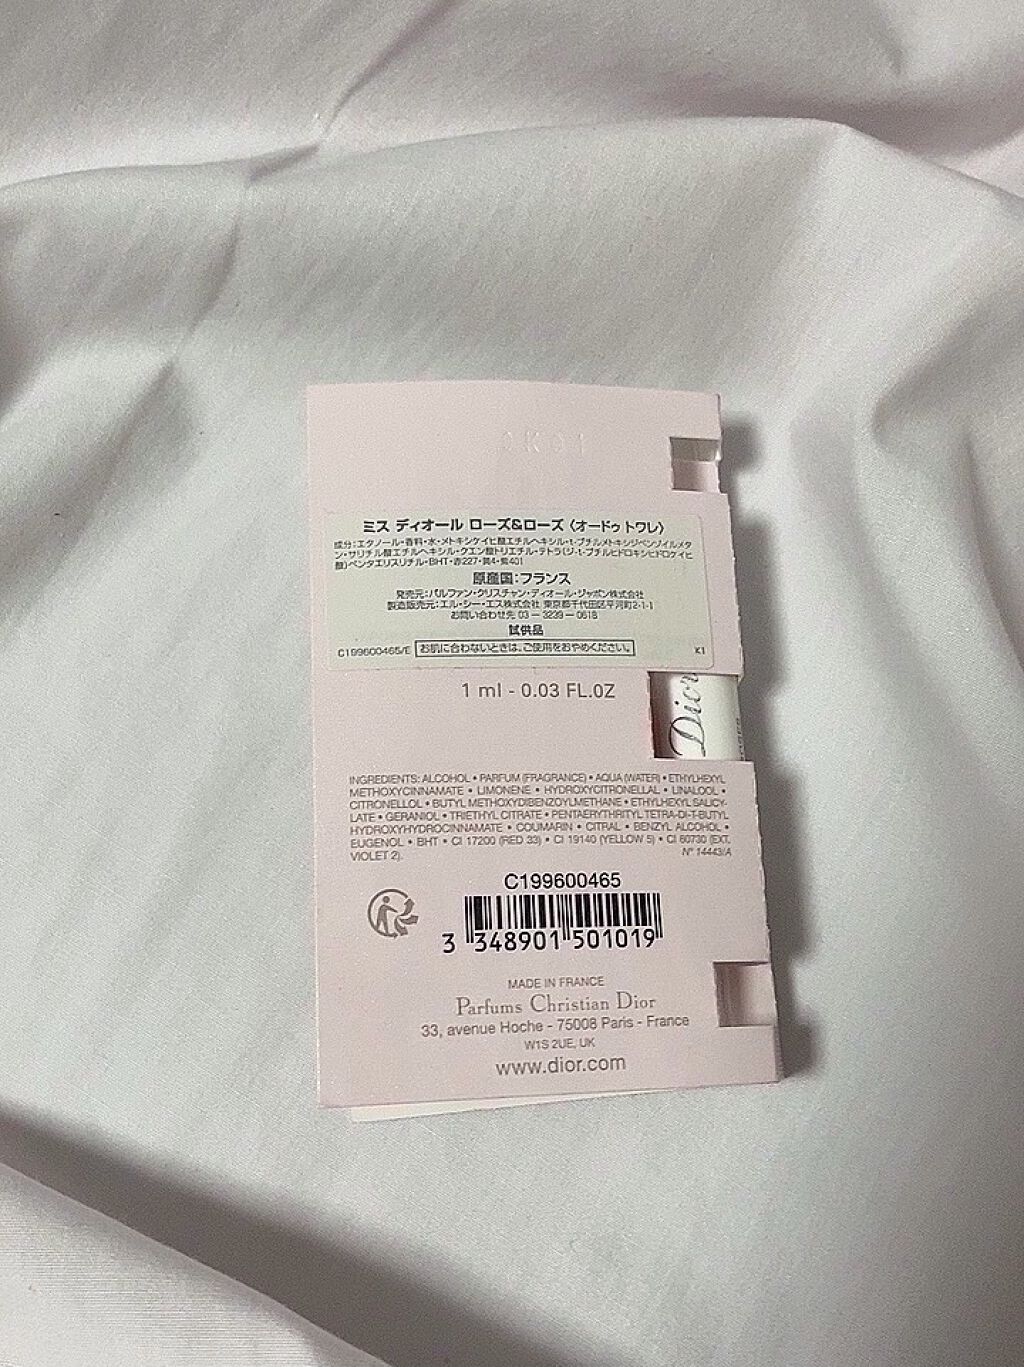 ミス ディオール ローズ&ローズ 〈オードゥ トワレ〉
成分:エタノール・香料・水・メトキシケイヒ酸エチルヘキシル・t-ブチルメトキシジベンゾイルメタ
ン・サリチル酸エチルヘキシル・クエン酸トリエチル・テトラ(ジ-t-ブチルヒドロキシヒドロケイヒ
酸)ペンタエリスリチル・BHT・赤227・黄4・紫401
原産国:フランス
発売元:パルファン・クリスチャン・ディオール・ジャポン株式会社
製造販売元:エル・シー・エス株式会社 東京都千代田区平河町2-1-1
お問い合わせ先 03-3239-0618
試供品
C199600465/E お肌に合わないときは、ご使用をおやめください。 K1
1 ml - 0.03 FL.OZ
Dior
INGREDIENTS: ALCOHOL • PARFUM (FRAGRANCE) • AQUA (WATER) • ETHYLHEXYL
METHOXYCINNAMATE • LIMONENE • HYDROXYCITRONELLAL • LINALOOL •
CITRONELLOL • BUTYL METHOXYDIBENZOYLMETHANE • ETHYLHEXYL SALICY-
LATE • GERANIOL • TRIETHYL CITRATE • PENTAERYTHRITYL TETRA-DI-T-BUTYL
HYDROXYHYDROCINNAMATE • COUMARIN • CITRAL • BENZYL ALCOHOL •
EUGENOL • BHT • CI 17200 (RED 33) • CI 19140 (YELLOW 5) • CI 60730 (EXT.
VIOLET 2). N° 14443/A
C199600465
3 348901 501019
MADE IN FRANCE
Parfums Christian Dior
33, avenue Hoche - 75008 Paris - France
W1S 2UE, UK
www.dior.com